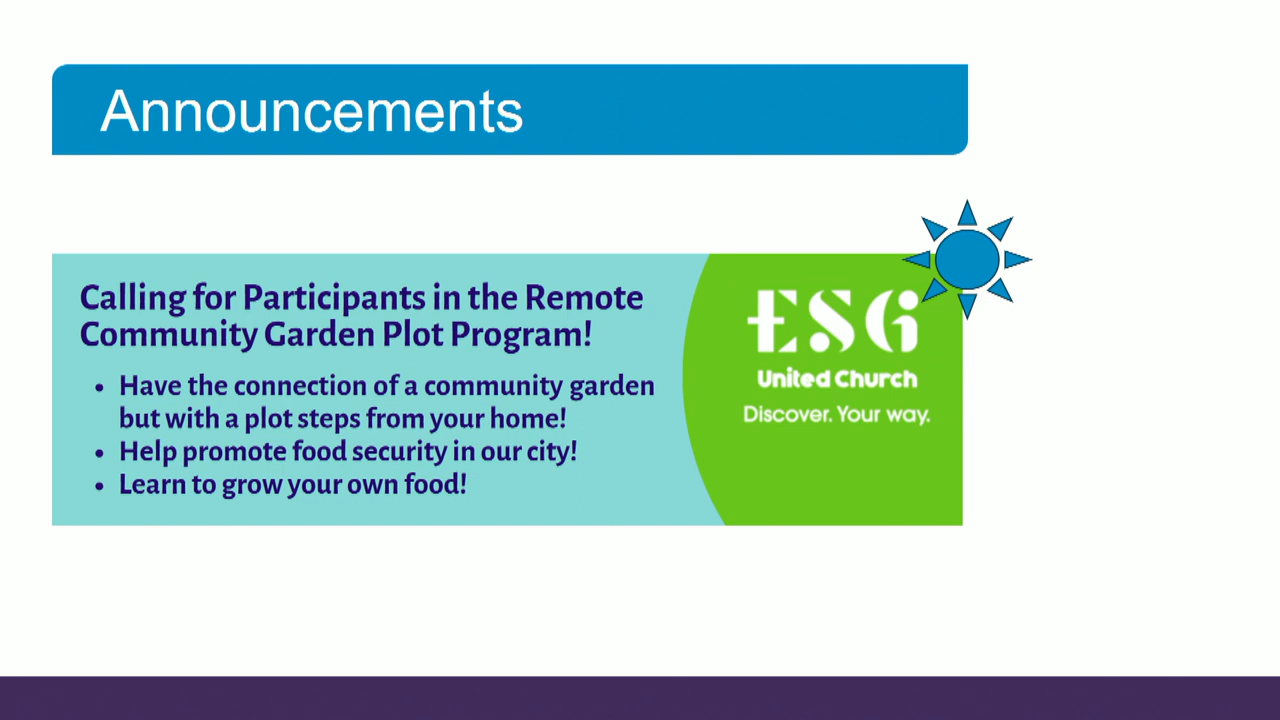 Announcements
Calling for Participants in the Remote
Community Garden Plot Program!
• Have the connection of a community garden
but with a plot steps from your home!
• Help promote food security in our city!
• Learn to grow your own food!
ESG
United Church
Discover. Your way.